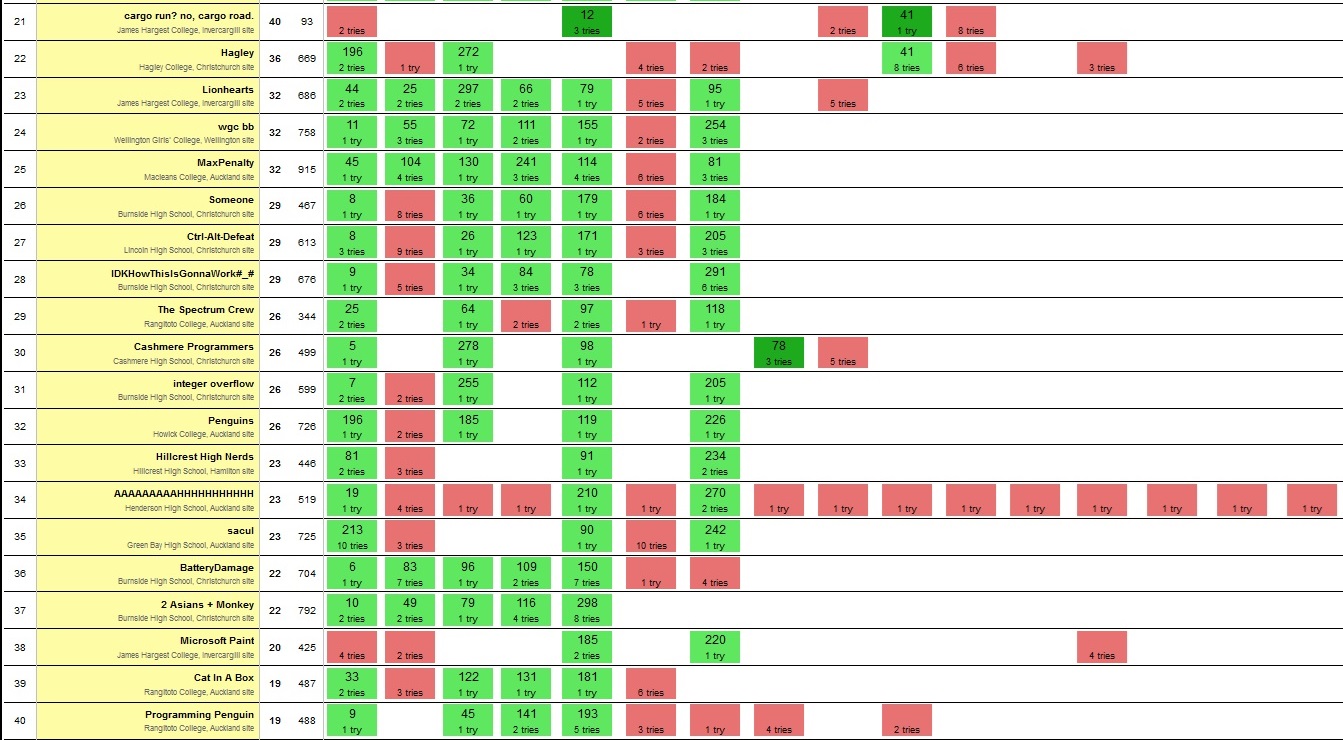 21 cargo run? no, cargo road. 40 93 12 41
James Hargest College, Invercargill site 2 tries 3 tries 2 tries 1 try 8 tries
22 Hagley 36 669 196 272 41
Hagley College, Christchurch site 2 tries 1 try 1 try 4 tries 2 tries 8 tries 6 tries 3 tries
23 Lionhearts 32 686 44 25 297 66 79 95
James Hargest College, Invercargill site 2 tries 2 tries 2 tries 2 tries 1 try 5 tries 1 try 5 tries
24 wgc bb 32 758 11 55 72 111 155 254
Wellington Girls' College, Wellington site 1 try 3 tries 1 try 2 tries 1 try 2 tries 3 tries
25 MaxPenalty 32 915 45 104 130 241 114 81
Macleans College, Auckland site 1 try 4 tries 1 try 3 tries 4 tries 6 tries 3 tries
26 Someone 29 467 8 36 60 179 184
Burnside High School, Christchurch site 1 try 8 tries 1 try 1 try 1 try 6 tries 1 try
27 Ctrl-Alt-Defeat 29 613 8 26 123 171 205
Lincoln High School, Christchurch site 3 tries 9 tries 1 try 1 try 1 try 3 tries 3 tries
28 IDKHowThisIsGonnaWork#_# 29 676 9 34 84 78 291
Burnside High School, Christchurch site 1 try 5 tries 1 try 3 tries 3 tries 6 tries
29 The Spectrum Crew 26 344 25 64 97 118
Rangitoto College, Auckland site 2 tries 1 try 2 tries 2 tries 1 try 1 try
30 Cashmere Programmers 26 499 5 278 98 78
Cashmere High School, Christchurch site 1 try 1 try 1 try 3 tries 5 tries
31 integer overflow 26 599 7 255 112 205
Burnside High School, Christchurch site 2 tries 2 tries 1 try 1 try 1 try
32 Penguins 26 726 196 185 119 226
Howick College, Auckland site 1 try 2 tries 1 try 1 try 1 try
33 Hillcrest High Nerds 23 446 81 91 234
Hillcrest High School, Hamilton site 2 tries 3 tries 1 try 2 tries
34 AAAAAAAAAHHHHHHHHHHH 23 519 19 210 270
Henderson High School, Auckland site 1 try 4 tries 1 try 1 try 1 try 1 try 2 tries 1 try 1 try 1 try 1 try 1 try 1 try 1 try 1 try 1 try
35 sacul 23 725 213 90 242
Green Bay High School, Auckland site 10 tries 3 tries 1 try 10 tries 1 try
36 BatteryDamage 22 704 6 83 96 109 150
Burnside High School, Christchurch site 1 try 7 tries 1 try 2 tries 7 tries 1 try 4 tries
37 2 Asians + Monkey 22 792 10 49 79 116 298
Burnside High School, Christchurch site 2 tries 2 tries 1 try 4 tries 8 tries
38 Microsoft Paint 20 425 185 220
James Hargest College, Invercargill site 4 tries 2 tries 2 tries 1 try 4 tries
39 Cat In A Box 19 487 33 122 131 181
Rangitoto College, Auckland site 2 tries 3 tries 1 try 1 try 1 try 6 tries
40 Programming Penguin 19 488 9 45 141 193
Rangitoto College, Auckland site 1 try 1 try 2 tries 5 tries 3 tries 1 try 4 tries 2 tries